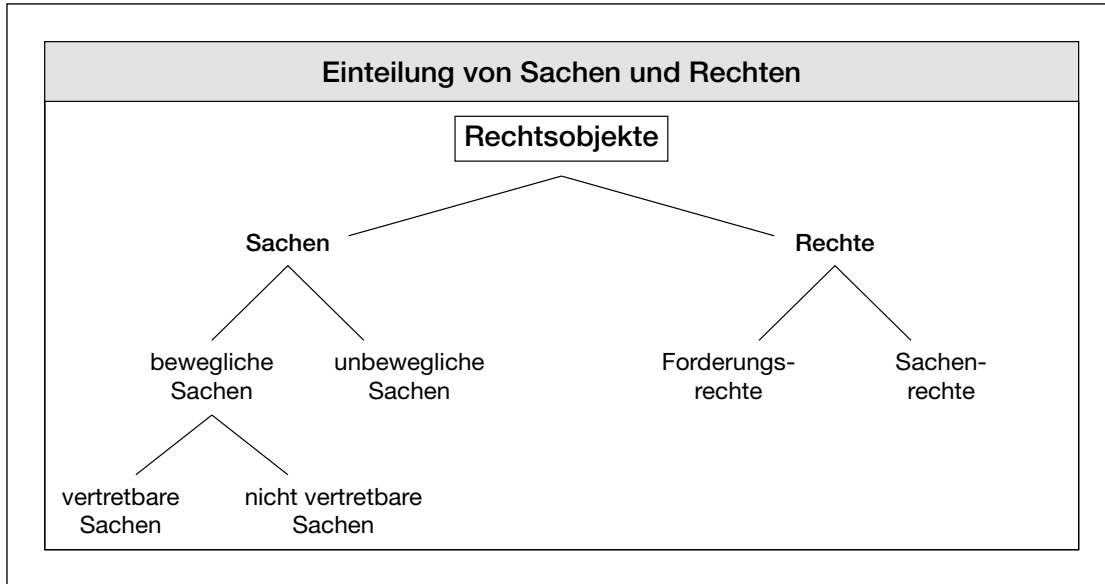 Einteilung von Sachen und Rechten
Rechtsobjekte
Sachen
Rechte
bewegliche
Sachen
unbewegliche
Sachen
Forderungs-
rechte
Sachen-
rechte
vertretbare
Sachen
nicht vertretbare
Sachen